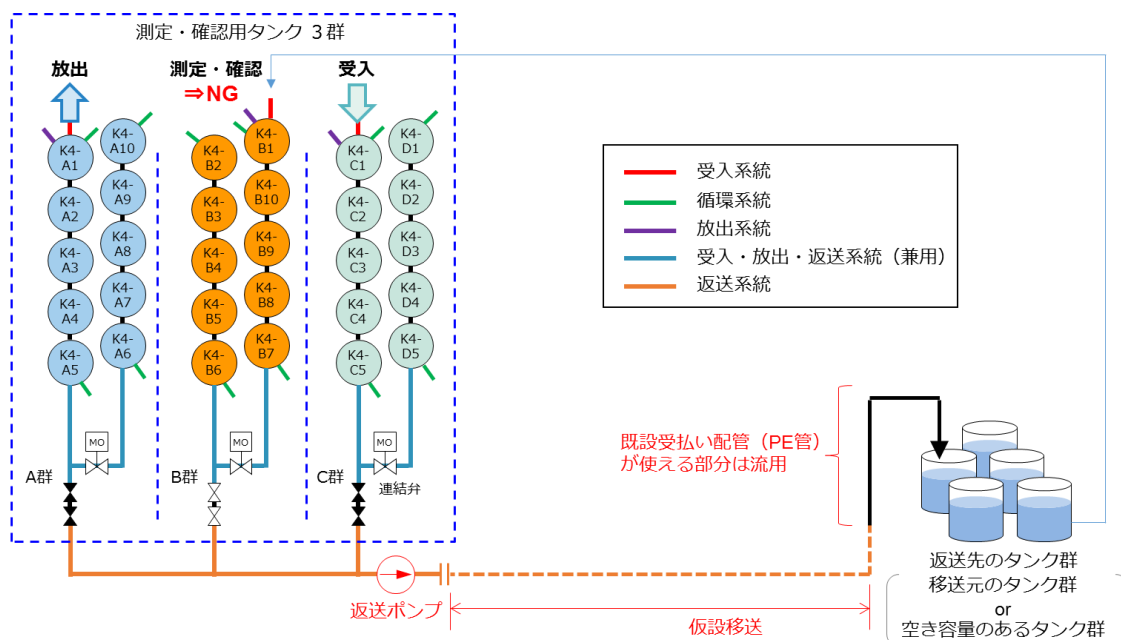 測定・確認用タンク 3群
放出
測定・確認
⇒NG
受入
K4-
A1
K4-
A2
K4-
A3
K4-
A4
K4-
A5
K4-
A10
K4-
A9
K4-
A8
K4-
A7
K4-
A6
K4-
B2
K4-
B3
K4-
B4
K4-
B5
K4-
B6
K4-
B1
K4-
B10
K4-
B9
K4-
B8
K4-
B7
K4-
C1
K4-
C2
K4-
C3
K4-
C4
K4-
C5
K4-
D1
K4-
D2
K4-
D3
K4-
D4
K4-
D5
MO
MO
MO
A群
B群
C群
連結弁
受入系統
循環系統
放出系統
受入・放出・返送系統（兼用）
返送系統
既設受払い配管（PE管）
が使える部分は流用
返送ポンプ
仮設移送
返送先のタンク群
移送元のタンク群
or
空き容量のあるタンク群